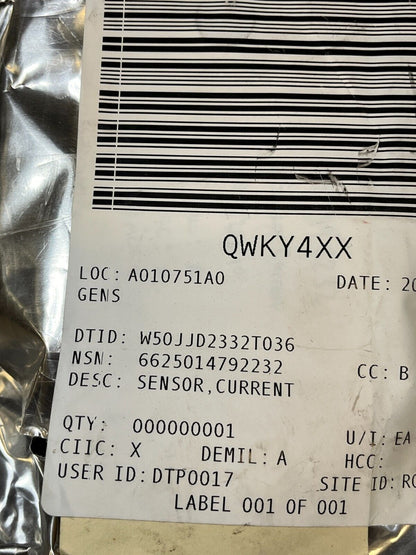 QWKY4XX
LOC: A010751A0 DATE: 20
GENS
DTID: W50JJD2332T036
NSN: 6625014792232 CC: B
DESC: SENSOR,CURRENT
QTY: 000000001 U/I: EA
CIIC: X DEMIL: A HCC:
USER ID: DTP0017 SITE ID: RO
LABEL 001 OF 001